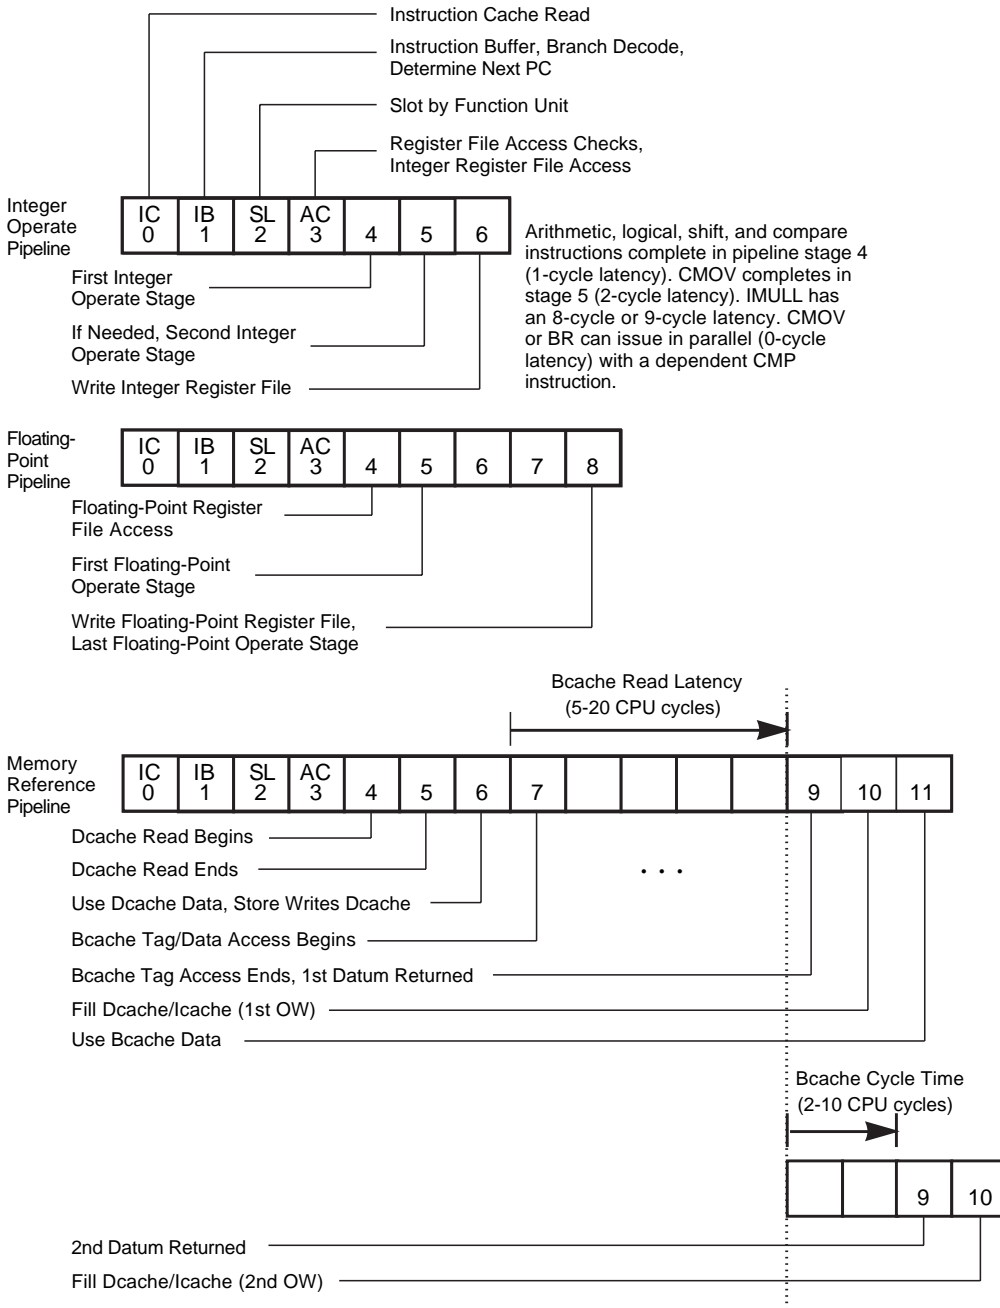 Instruction Cache Read
Instruction Buffer, Branch Decode,
Determine Next PC
Slot by Function Unit
Register File Access Checks,
Integer Register File Access
Integer
Operate
Pipeline
IC IB SL AC
0 1 2 3 4 5 6
Arithmetic, logical, shift, and compare
instructions complete in pipeline stage 4
(1-cycle latency). CMOV completes in
stage 5 (2-cycle latency). IMULL has
an 8-cycle or 9-cycle latency. CMOV
or BR can issue in parallel (0-cycle
latency) with a dependent CMP
instruction.
First Integer
Operate Stage
If Needed, Second Integer
Operate Stage
Write Integer Register File
Floating-
Point
Pipeline
IC IB SL AC
0 1 2 3 4 5 6 7 8
Floating-Point Register
File Access
First Floating-Point
Operate Stage
Write Floating-Point Register File,
Last Floating-Point Operate Stage
Bcache Read Latency
(5-20 CPU cycles)
Memory
Reference
Pipeline
IC IB SL AC
0 1 2 3 4 5 6 7 9 10 11
Dcache Read Begins
Dcache Read Ends
. . .
Use Dcache Data, Store Writes Dcache
Bcache Tag/Data Access Begins
Bcache Tag Access Ends, 1st Datum Returned
Fill Dcache/Icache (1st OW)
Use Bcache Data
Bcache Cycle Time
(2-10 CPU cycles)
9 10
2nd Datum Returned
Fill Dcache/Icache (2nd OW)